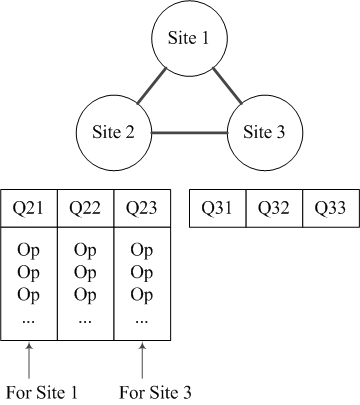 Site 1
Site 2 Site 3
Q21 Q22 Q23 Q31 Q32 Q33
Op Op Op
Op Op Op
Op Op Op
... ... ...
For Site 1 For Site 3